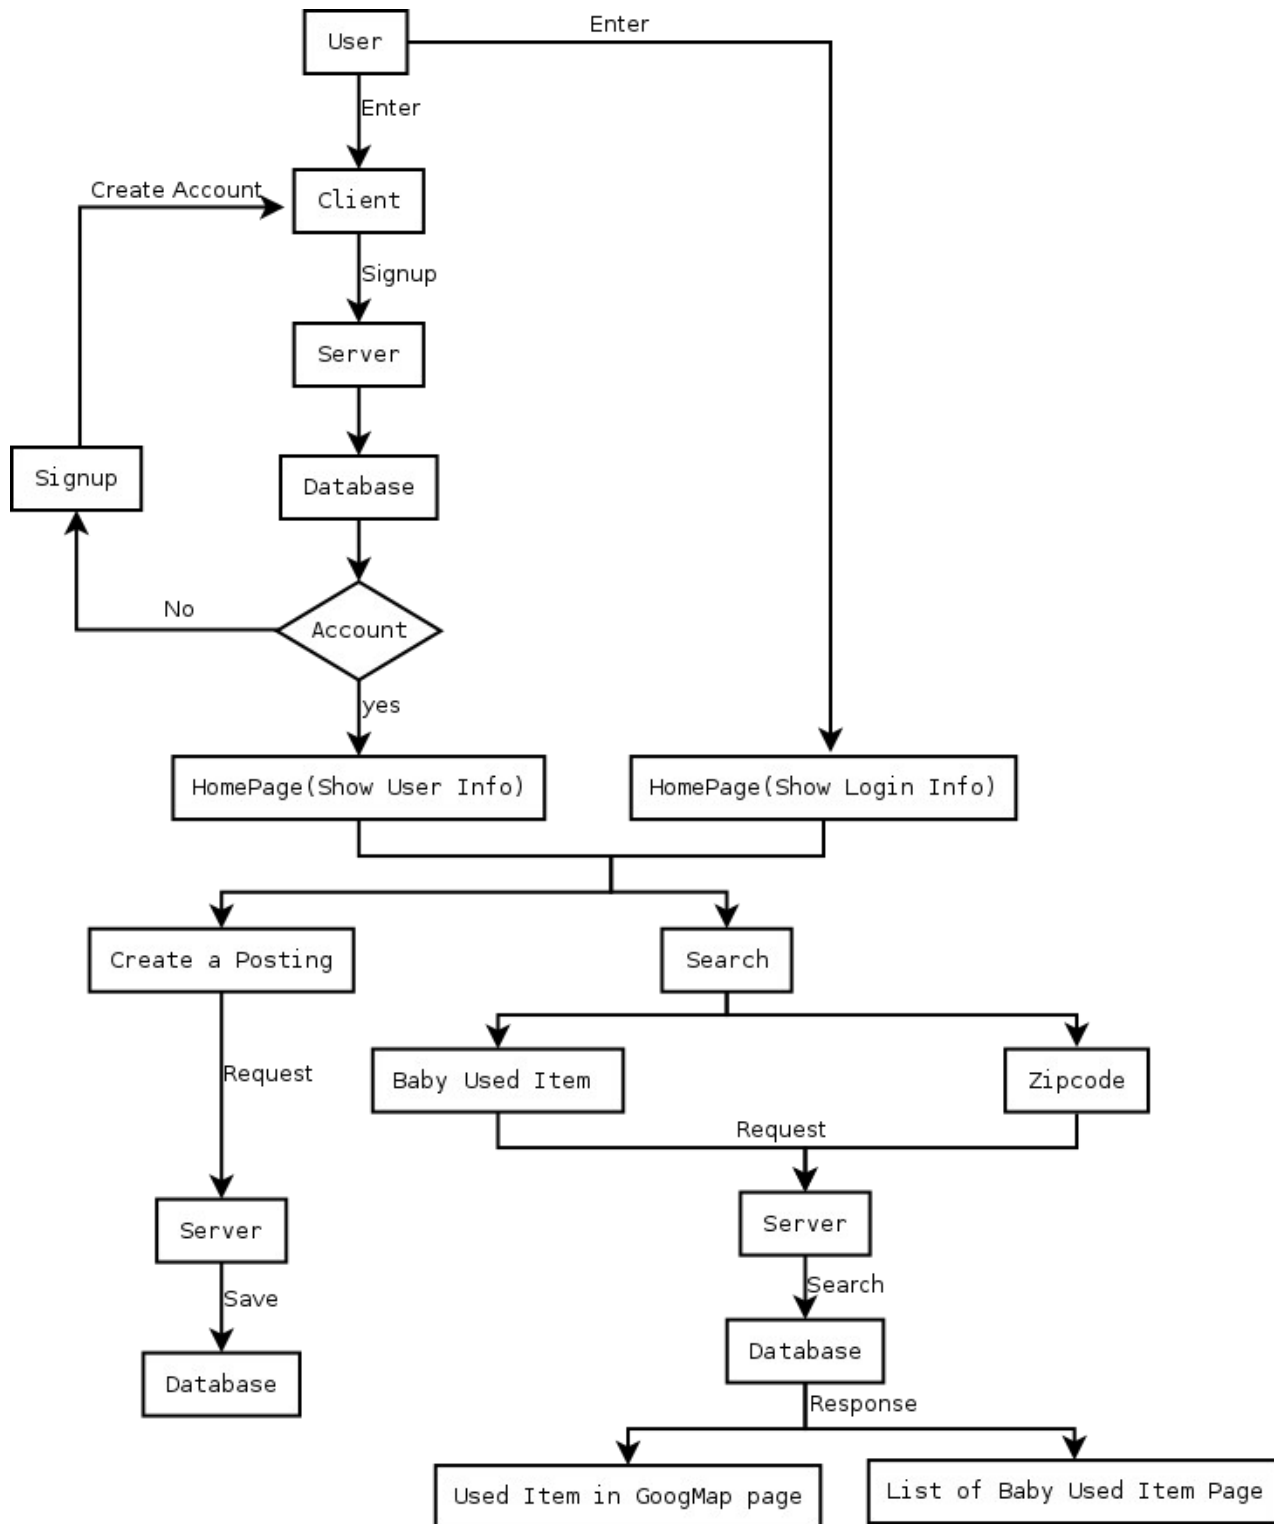 Enter
User
Enter
Create Account
Client
Signup
Server
Signup
Database
No
Account
yes
HomePage(Show User Info)
HomePage(Show Login Info)
Create a Posting
Search
Request
Baby Used Item
Zipcode
Request
Server
Server
Search
Save
Database
Database
Response
Used Item in GoogMap page
List of Baby Used Item Page